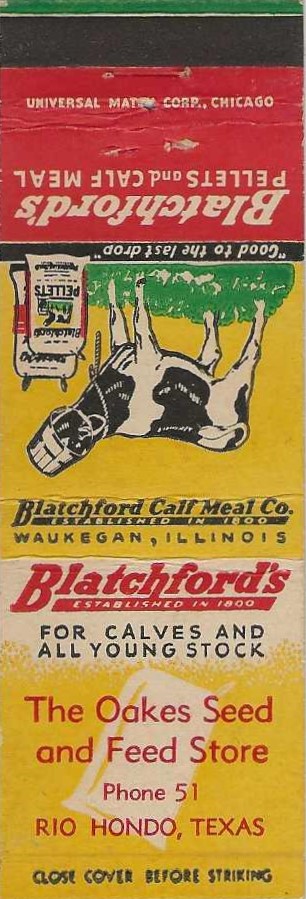 UNIVERSAL MATCH CORP., CHICAGO
Blatchford's
PELLETS and CALF MEAL
"Good to the last drop"
Blatchford's
PELLETS
Blatchford Calf Meal Co.
ESTABLISHED IN 1800
WAUKEGAN, ILLINOIS
Blatchford's
ESTABLISHED IN 1800
FOR CALVES AND
ALL YOUNG STOCK
The Oakes Seed
and Feed Store
Phone 51
RIO HONDO, TEXAS
CLOSE COVER BEFORE STRIKING